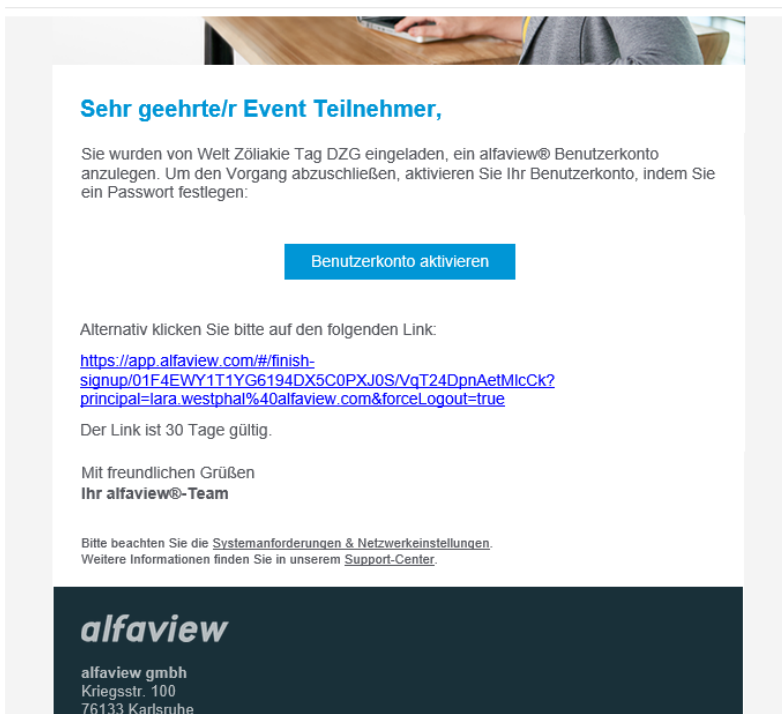 Sehr geehrte/r Event Teilnehmer,
Sie wurden von Welt Zöliakie Tag DZG eingeladen, ein alfaview® Benutzerkonto
anzulegen. Um den Vorgang abzuschließen, aktivieren Sie Ihr Benutzerkonto, indem Sie
ein Passwort festlegen:
Benutzerkonto aktivieren
Alternativ klicken Sie bitte auf den folgenden Link:
https://app.alfaview.com/#/finish-
signup/01F4EWY1T1YG6194DX5C0PXJ0S/VqT24DpnAetMlcCk?
principal=lara.westphal%40alfaview.com&forceLogout=true
Der Link ist 30 Tage gültig.
Mit freundlichen Grüßen
Ihr alfaview®-Team
Bitte beachten Sie die Systemanforderungen & Netzwerkeinstellungen.
Weitere Informationen finden Sie in unserem Support-Center.
alfaview
alfaview gmbh
Kriegsstr. 100
76133 Karlsruhe